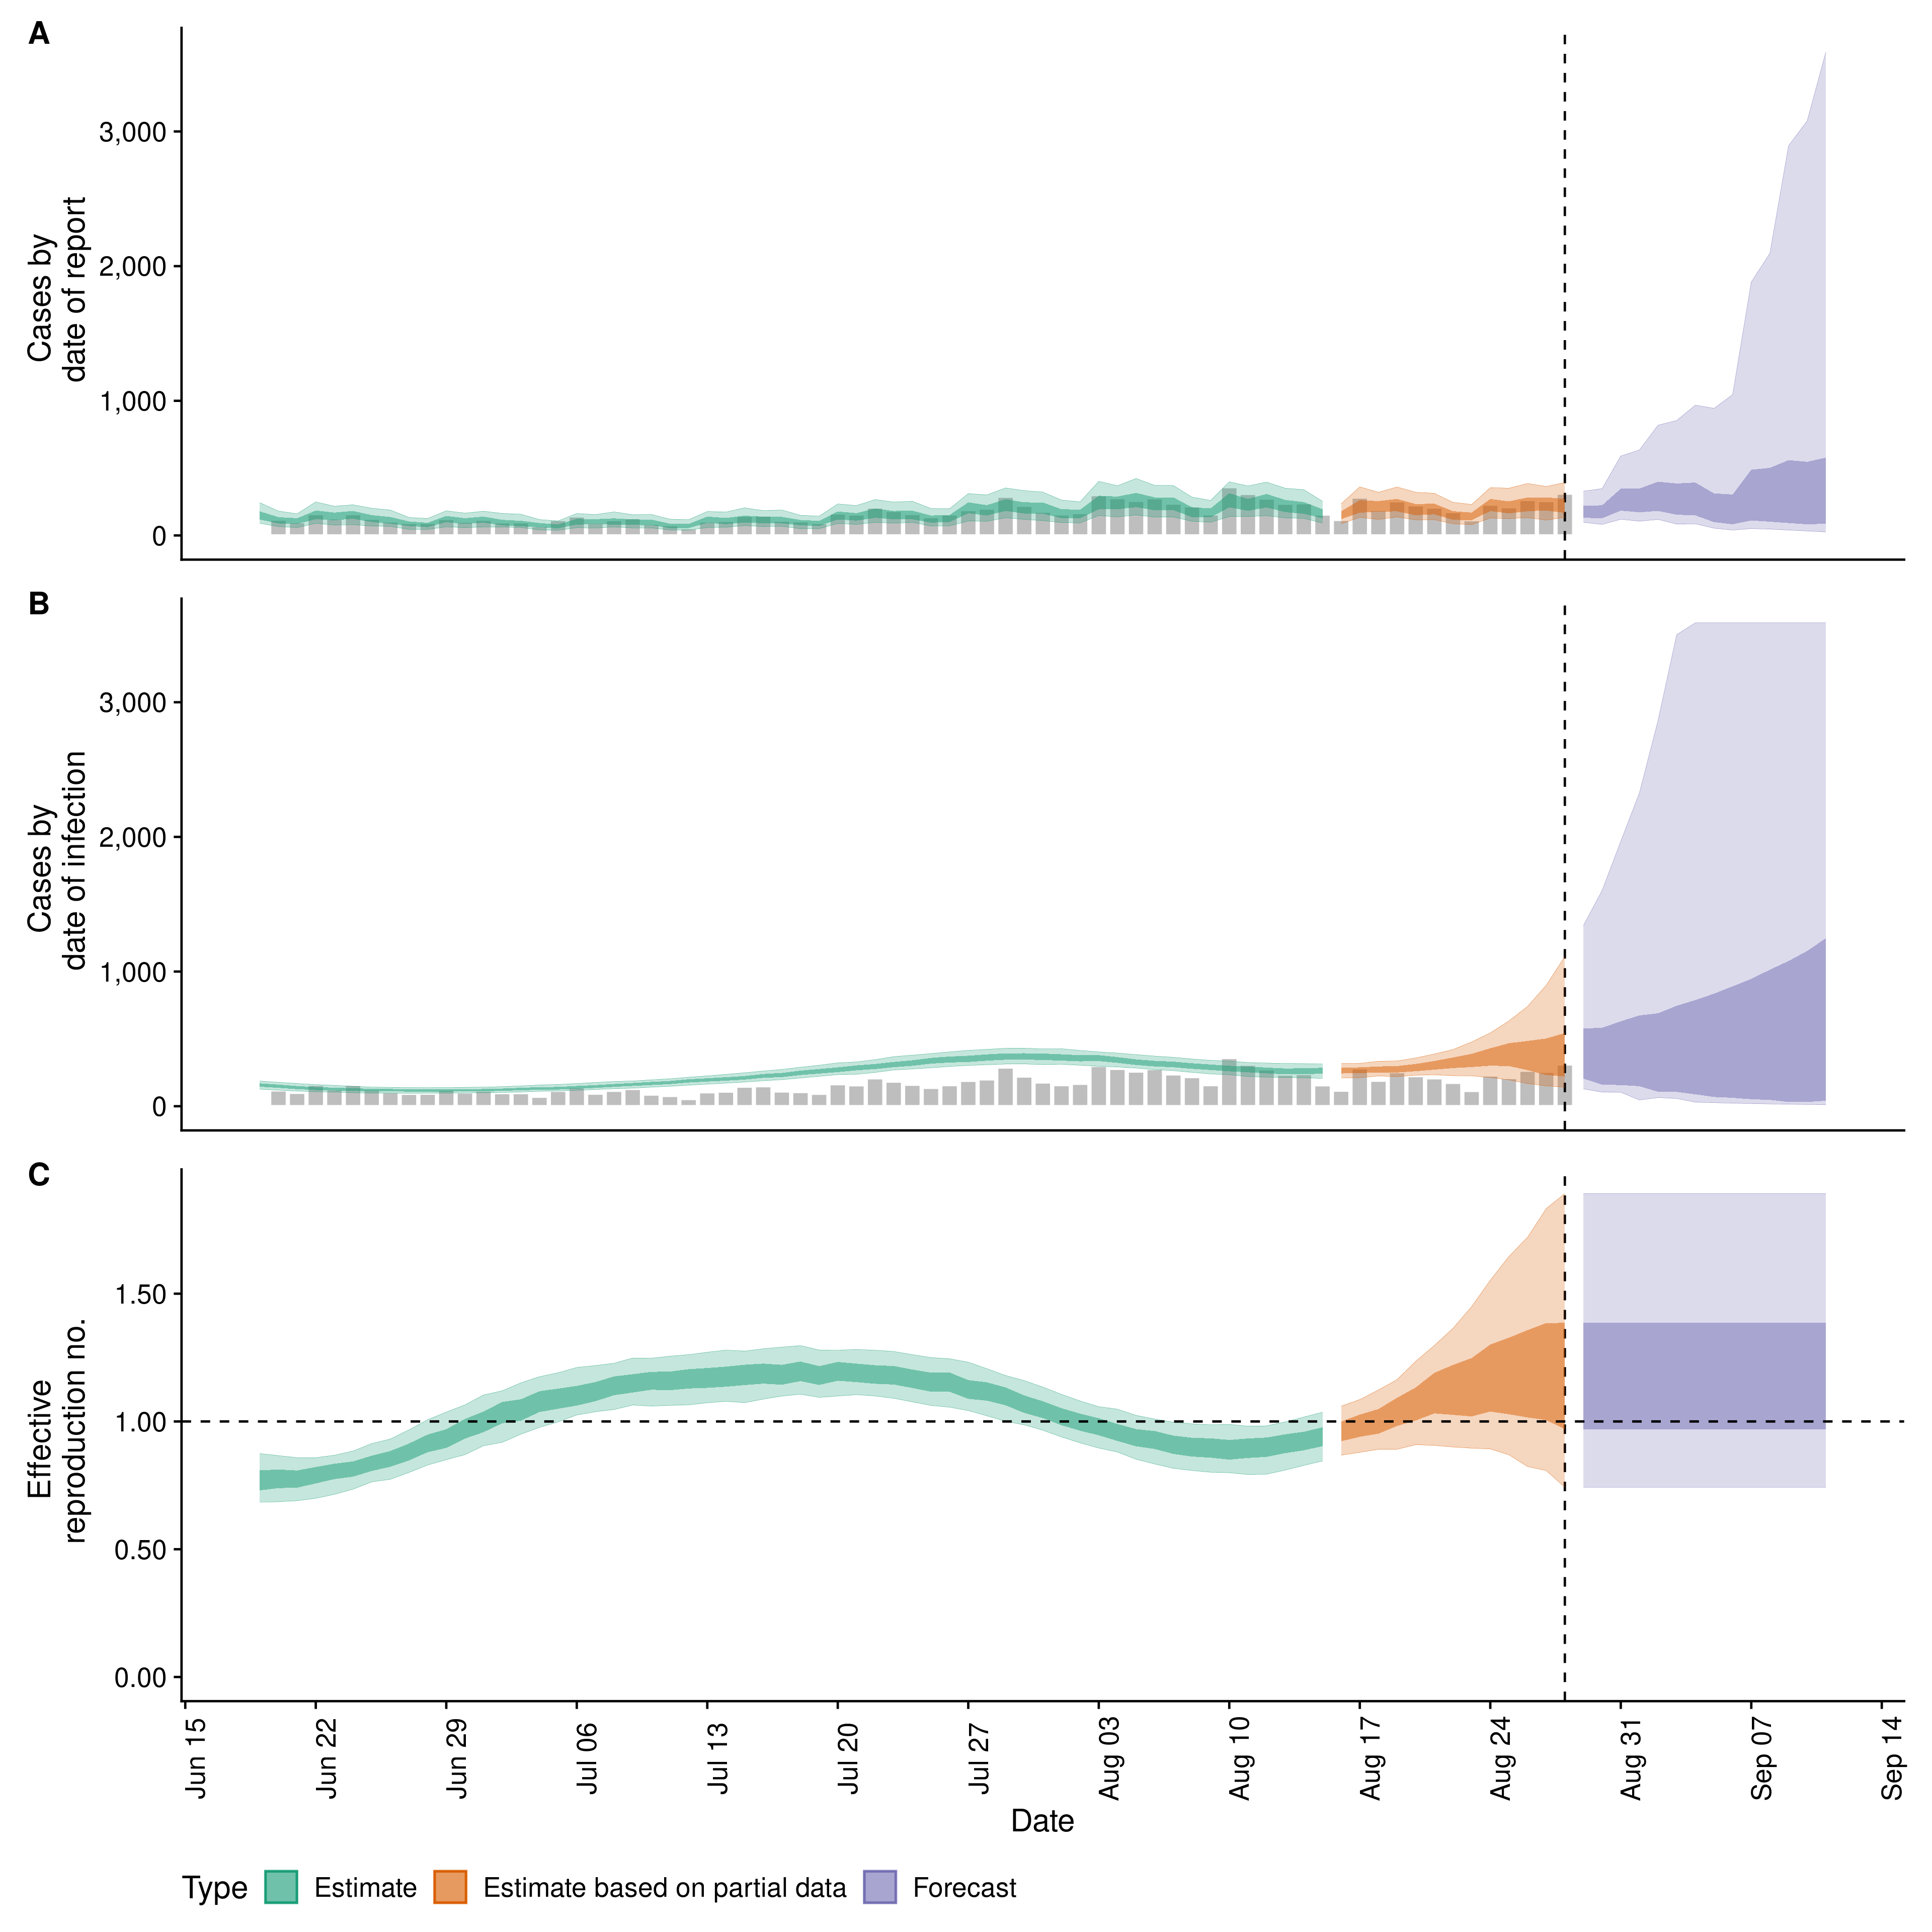 A
Cases by
date of report
3,000
2,000
1,000
0
B
Cases by
date of infection
3,000
2,000
1,000
0
C
Effective
reproduction no.
1.50
1.00
0.50
0.00
Jun 15
Jun 22
Jun 29
Jul 06
Jul 13
Jul 20
Jul 27
Aug 03
Aug 10
Aug 17
Aug 24
Aug 31
Sep 07
Sep 14
Date
Type Estimate Estimate based on partial data Forecast